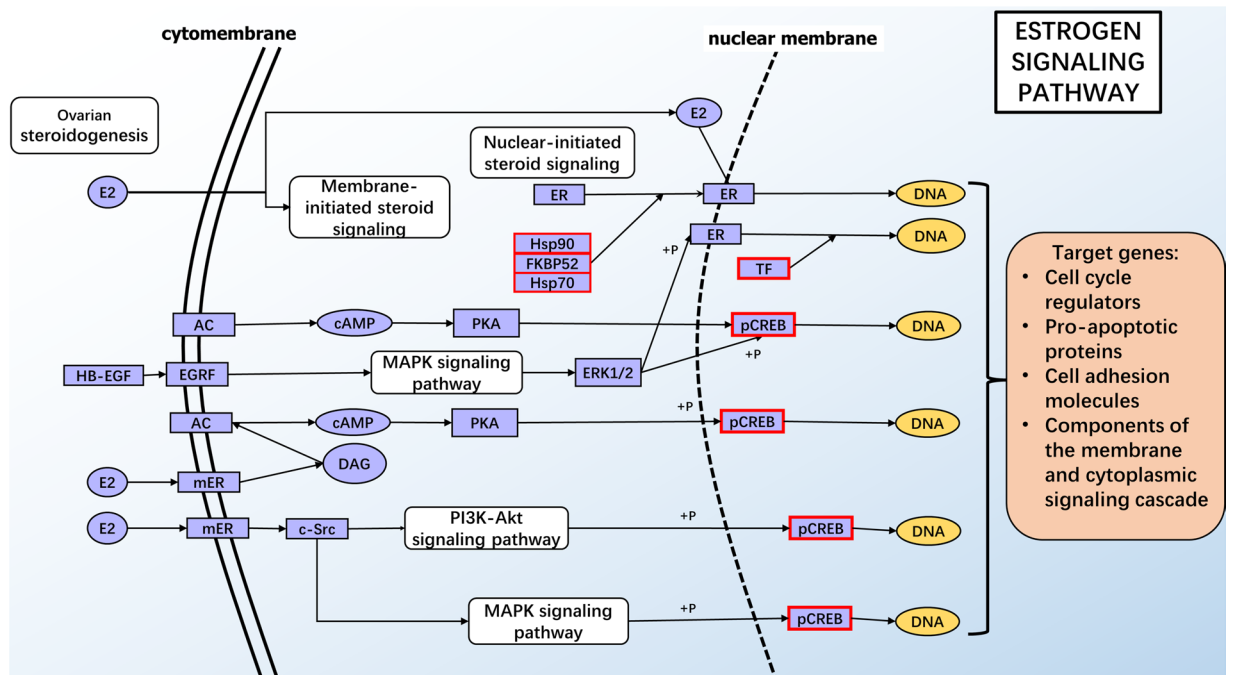 cytomembrane
nuclear membrane
ESTROGEN
SIGNALING
PATHWAY
Ovarian
steroidogenesis
E2
E2
Nuclear-initiated
steroid signaling
Membrane-
initiated steroid
signaling
ER
ER
DNA
Hsp90
FKBP52
Hsp70
+P
ER
DNA
TF
AC
cAMP
PKA
pCREB
DNA
+P
HB-EGF
EGRF
MAPK signaling
pathway
ERK1/2
AC
cAMP
PKA
+P
pCREB
DNA
DAG
E2
mER
E2
mER
c-Src
PI3K-Akt
signaling pathway
+P
pCREB
DNA
MAPK signaling
pathway
+P
pCREB
DNA
Target genes:
• Cell cycle
regulators
• Pro-apoptotic
proteins
• Cell adhesion
molecules
• Components of
the membrane
and cytoplasmic
signaling cascade